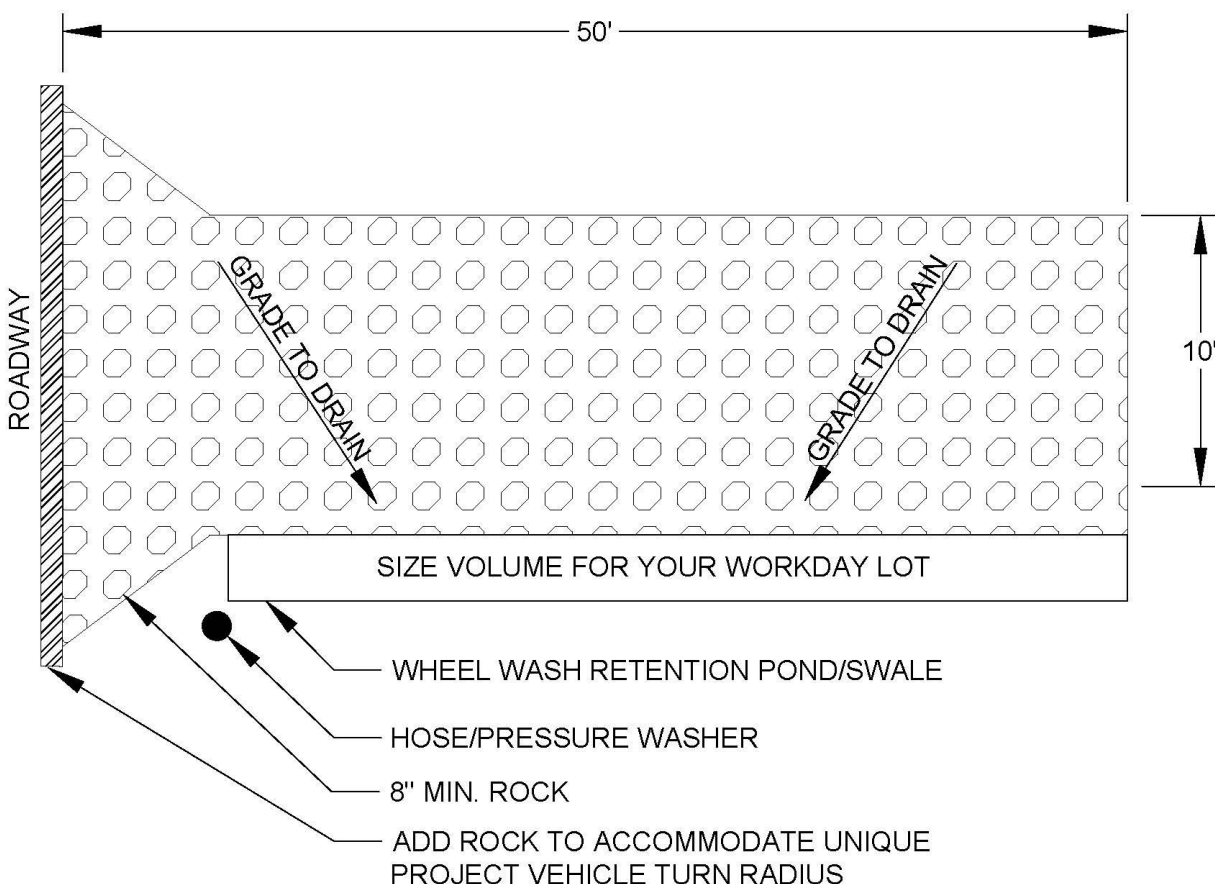 50'
ROADWAY
GRADE TO DRAIN
GRADE TO DRAIN
10'
SIZE VOLUME FOR YOUR WORKDAY LOT
WHEEL WASH RETENTION POND/SWALE
HOSE/PRESSURE WASHER
8" MIN. ROCK
ADD ROCK TO ACCOMMODATE UNIQUE
PROJECT VEHICLE TURN RADIUS